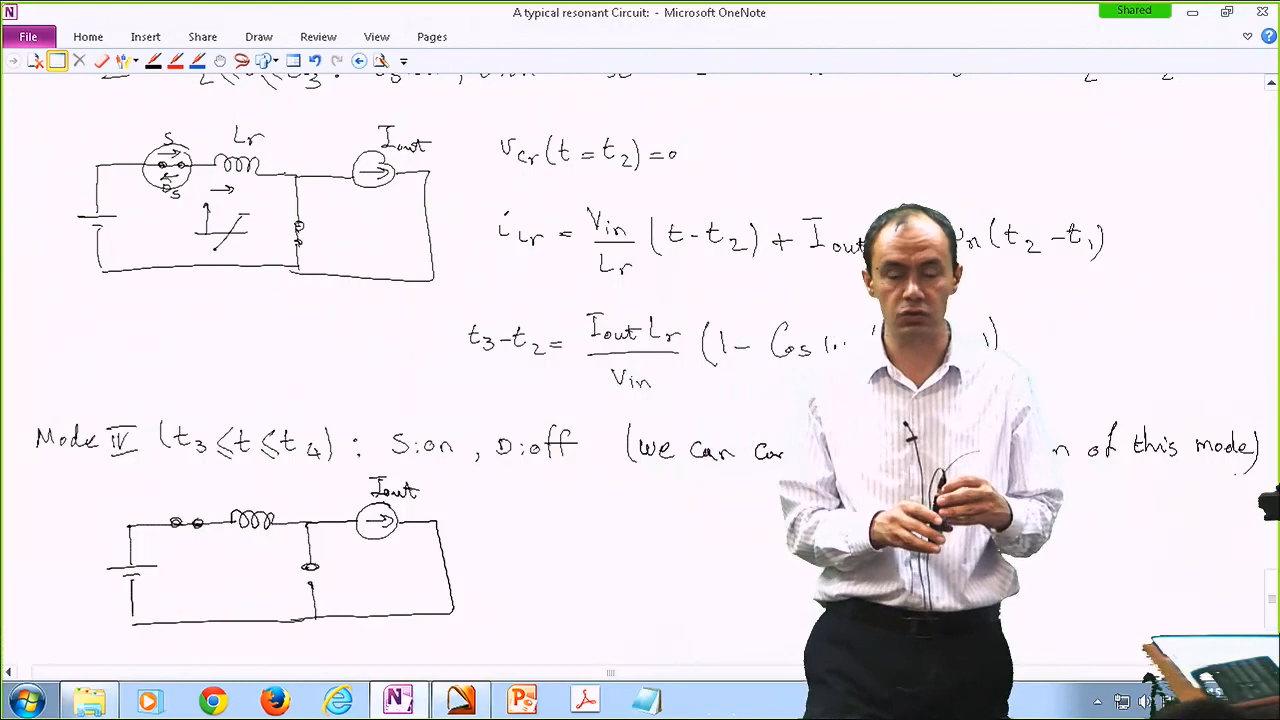 A typical resonant Circuit: - Microsoft OneNote
Shared
File Home Insert Share Draw Review View Pages
S Lr Iout
Ds
vcr (t = t2) = 0
iLr = Vin/Lr (t - t2) + Iout (t2 - t1)
t3 - t2 = Iout Lr/Vin (1 - Cos
Mode IV (t3 ≤ t ≤ t4) : S: on , D: off (we can of this mode)
Iout